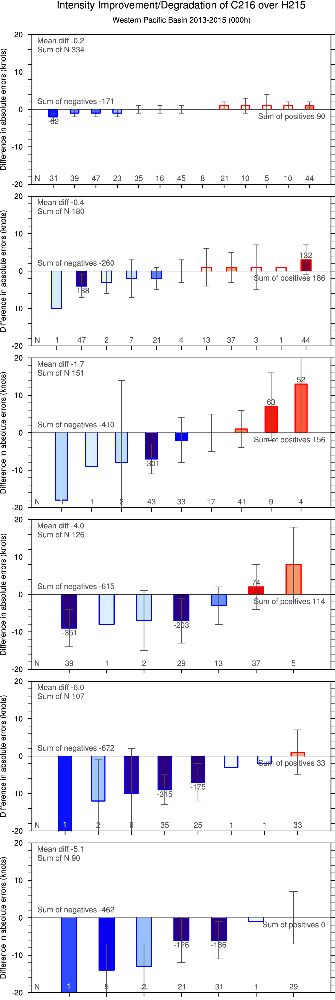 Intensity Improvement/Degradation of C216 over H215
Western Pacific Basin 2013-2015 (000h)
Difference in absolute errors (knots)
20
10
0
-10
-20
Mean diff -0.2
Sum of N 334
Sum of negatives -171
-62
Sum of positives 90
N 31 39 47 23 35 16 45 8 21 10 5 10 44
Difference in absolute errors (knots)
20
10
0
-10
-20
Mean diff -0.4
Sum of N 180
Sum of negatives -260
-188
132
Sum of positives 186
N 1 47 2 7 21 4 13 37 3 1 44
Difference in absolute errors (knots)
20
10
0
-10
-20
Mean diff -1.7
Sum of N 151
Sum of negatives -410
-301
63
52
Sum of positives 156
N 1 1 2 43 33 17 41 9 4
Difference in absolute errors (knots)
20
10
0
-10
-20
Mean diff -4.0
Sum of N 126
Sum of negatives -615
-351
-203
74
Sum of positives 114
N 39 1 2 29 13 37 5
Difference in absolute errors (knots)
20
10
0
-10
-20
Mean diff -6.0
Sum of N 107
Sum of negatives -672
-315
-175
Sum of positives 33
N 1 2 9 35 25 1 1 33
Difference in absolute errors (knots)
20
10
0
-10
-20
Mean diff -5.1
Sum of N 90
Sum of negatives -462
-126
-186
Sum of positives 0
N 1 5 2 21 31 1 29